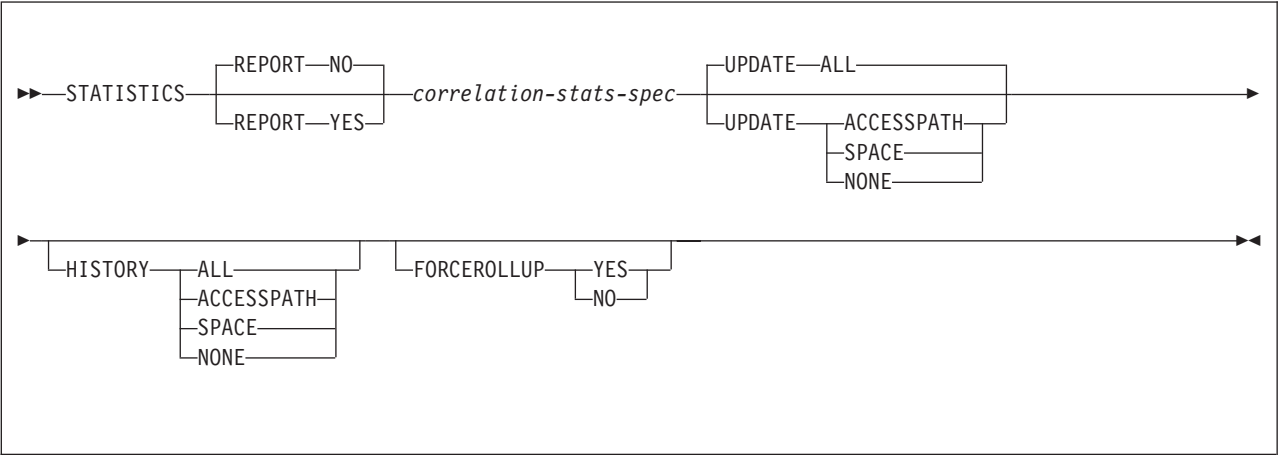 REPORT NO
STATISTICS correlation-stats-spec
REPORT YES
UPDATE ALL
UPDATE ACCESSPATH
SPACE
NONE
HISTORY ALL
ACCESSPATH
SPACE
NONE
FORCEROLLUP YES
NO